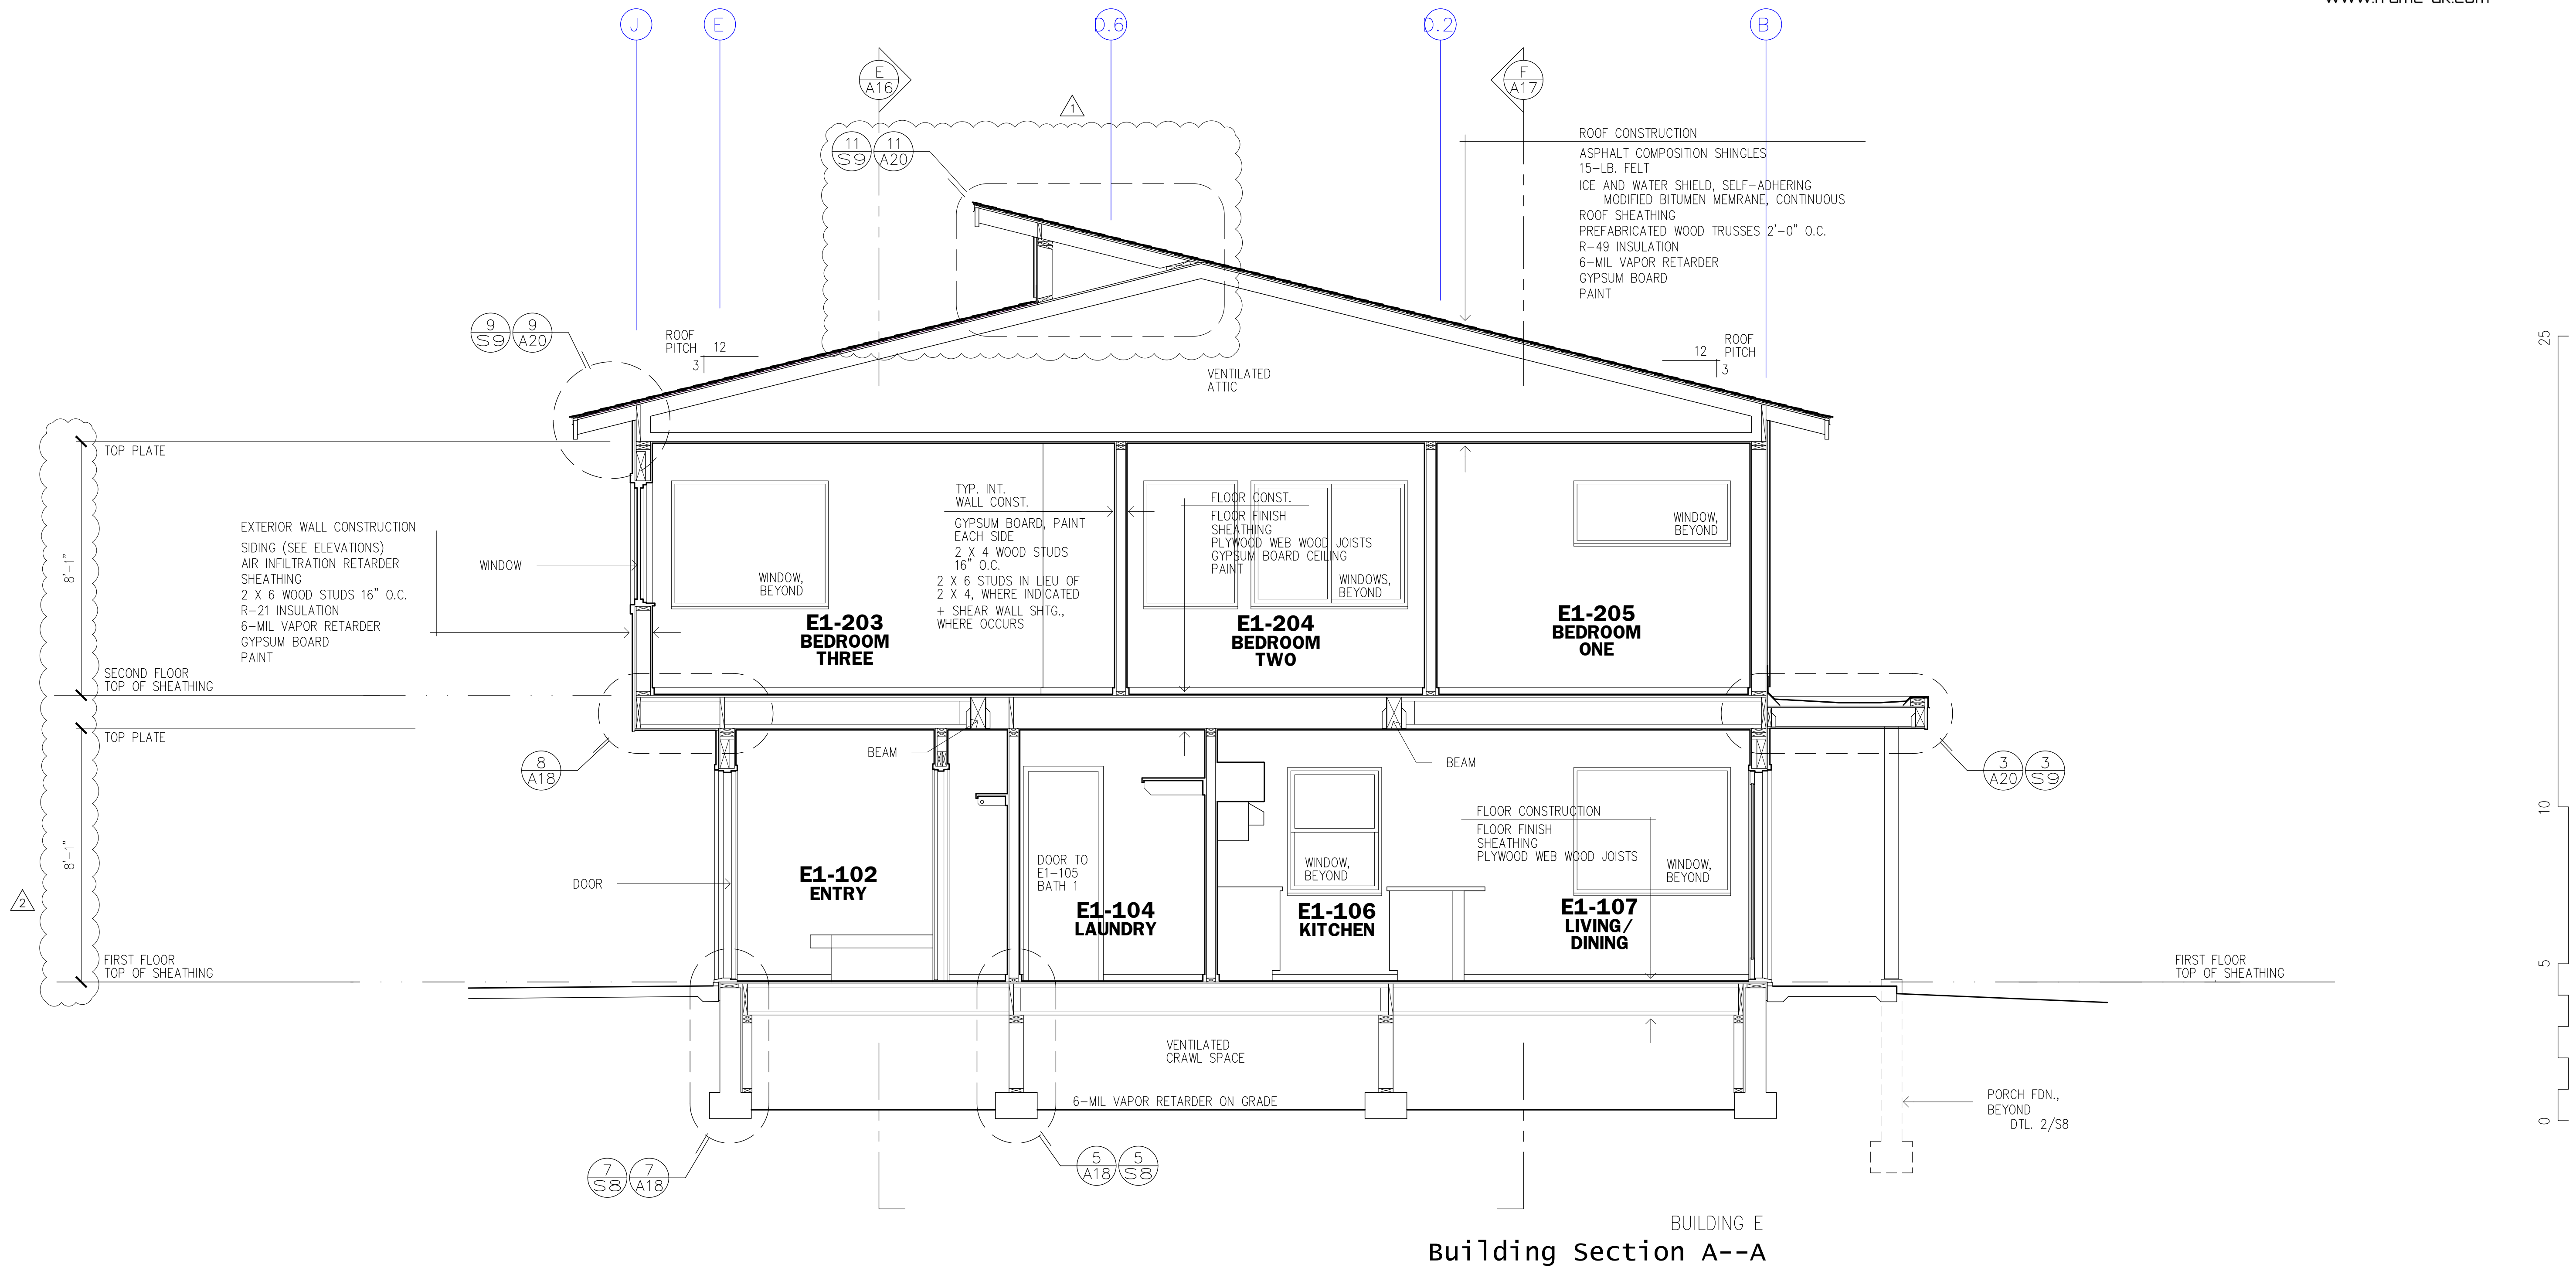 www.frame-ak.com
J
E
D.6
D.2
B
E
A16
F
A17
1
11
S9
11
A20
ROOF CONSTRUCTION
ASPHALT COMPOSITION SHINGLES
15-LB. FELT
ICE AND WATER SHIELD, SELF-ADHERING
MODIFIED BITUMEN MEMRANE, CONTINUOUS
ROOF SHEATHING
PREFABRICATED WOOD TRUSSES 2'-0" O.C.
R-49 INSULATION
6-MIL VAPOR RETARDER
GYPSUM BOARD
PAINT
9
S9
9
A20
ROOF
PITCH
12
3
12
3
ROOF
PITCH
VENTILATED
ATTIC
25
10
5
0
TOP PLATE
8'-1"
EXTERIOR WALL CONSTRUCTION
SIDING (SEE ELEVATIONS)
AIR INFILTRATION RETARDER
SHEATHING
2 X 6 WOOD STUDS 16" O.C.
R-21 INSULATION
6-MIL VAPOR RETARDER
GYPSUM BOARD
PAINT
WINDOW
WINDOW,
BEYOND
E1-203
BEDROOM
THREE
TYP. INT.
WALL CONST.
GYPSUM BOARD, PAINT
EACH SIDE
2 X 4 WOOD STUDS
16" O.C.
2 X 6 STUDS IN LIEU OF
2 X 4, WHERE INDICATED
+ SHEAR WALL SHTG.,
WHERE OCCURS
FLOOR CONST.
FLOOR FINISH
SHEATHING
PLYWOOD WEB WOOD JOISTS
GYPSUM BOARD CEILING
PAINT
WINDOWS,
BEYOND
E1-204
BEDROOM
TWO
WINDOW,
BEYOND
E1-205
BEDROOM
ONE
SECOND FLOOR
TOP OF SHEATHING
TOP PLATE
8'-1"
2
8
A18
BEAM
BEAM
3
A20
3
S9
DOOR
E1-102
ENTRY
DOOR TO
E1-105
BATH 1
E1-104
LAUNDRY
WINDOW,
BEYOND
E1-106
KITCHEN
FLOOR CONSTRUCTION
FLOOR FINISH
SHEATHING
PLYWOOD WEB WOOD JOISTS
WINDOW,
BEYOND
E1-107
LIVING/
DINING
FIRST FLOOR
TOP OF SHEATHING
FIRST FLOOR
TOP OF SHEATHING
VENTILATED
CRAWL SPACE
6-MIL VAPOR RETARDER ON GRADE
PORCH FDN.,
BEYOND
DTL. 2/S8
7
S8
7
A18
5
A18
5
S8
BUILDING E
Building Section A--A